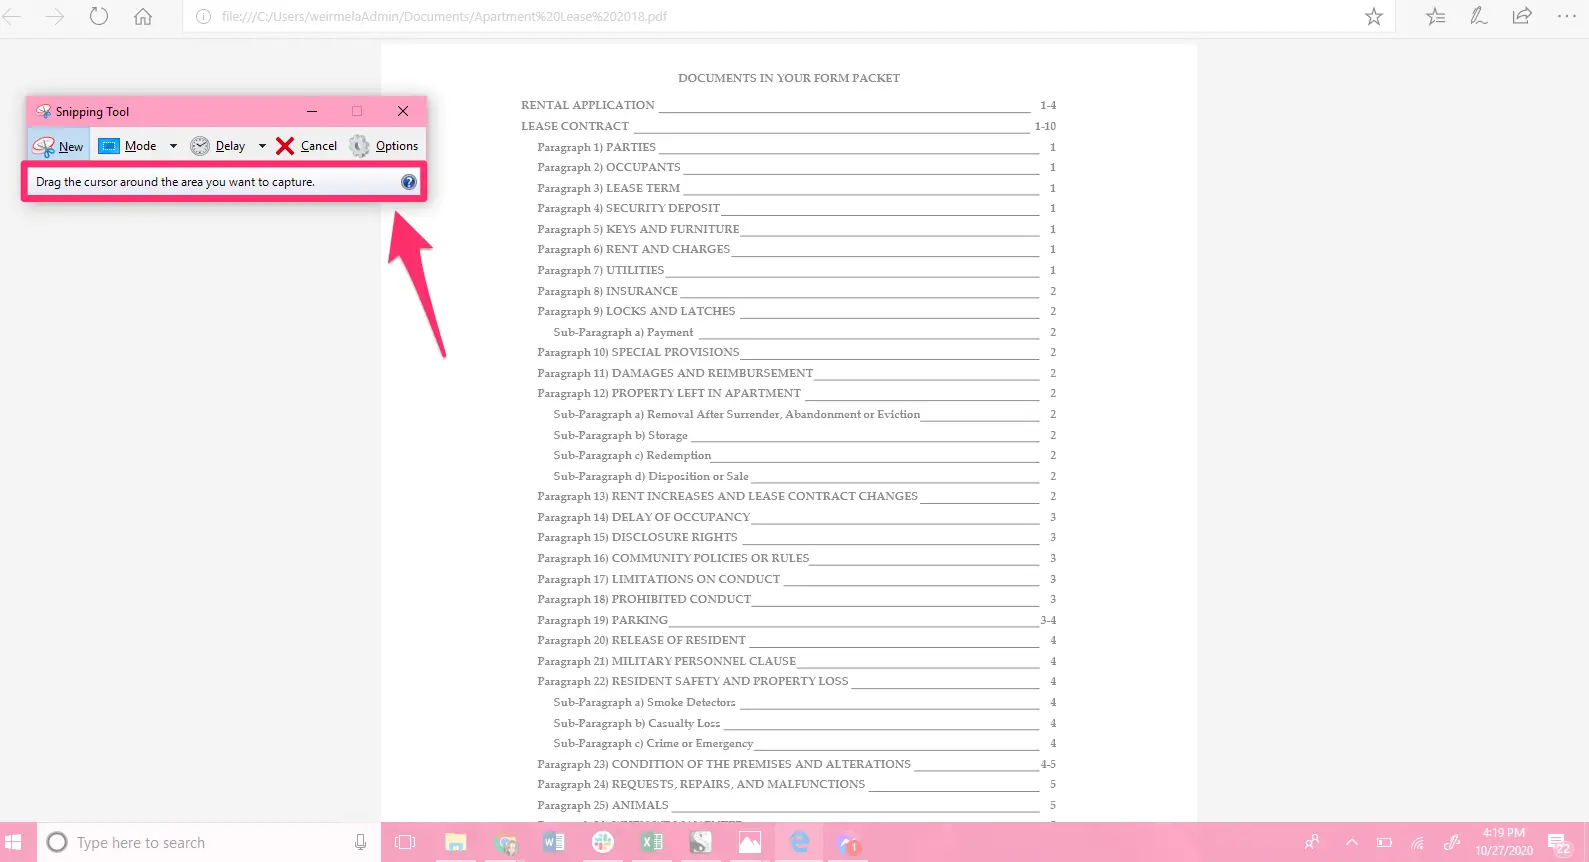 file:///C:/Users/weirmelaAdmin/Documents/Apartment%20Lease%202018.pdf
Snipping Tool
New Mode Delay Cancel Options
Drag the cursor around the area you want to capture.
DOCUMENTS IN YOUR FORM PACKET
RENTAL APPLICATION 1-4
LEASE CONTRACT 1-10
Paragraph 1) PARTIES 1
Paragraph 2) OCCUPANTS 1
Paragraph 3) LEASE TERM 1
Paragraph 4) SECURITY DEPOSIT 1
Paragraph 5) KEYS AND FURNITURE 1
Paragraph 6) RENT AND CHARGES 1
Paragraph 7) UTILITIES 1
Paragraph 8) INSURANCE 2
Paragraph 9) LOCKS AND LATCHES 2
Sub-Paragraph a) Payment 2
Paragraph 10) SPECIAL PROVISIONS 2
Paragraph 11) DAMAGES AND REIMBURSEMENT 2
Paragraph 12) PROPERTY LEFT IN APARTMENT 2
Sub-Paragraph a) Removal After Surrender, Abandonment or Eviction 2
Sub-Paragraph b) Storage 2
Sub-Paragraph c) Redemption 2
Sub-Paragraph d) Disposition or Sale 2
Paragraph 13) RENT INCREASES AND LEASE CONTRACT CHANGES 2
Paragraph 14) DELAY OF OCCUPANCY 3
Paragraph 15) DISCLOSURE RIGHTS 3
Paragraph 16) COMMUNITY POLICIES OR RULES 3
Paragraph 17) LIMITATIONS ON CONDUCT 3
Paragraph 18) PROHIBITED CONDUCT 3
Paragraph 19) PARKING 3-4
Paragraph 20) RELEASE OF RESIDENT 4
Paragraph 21) MILITARY PERSONNEL CLAUSE 4
Paragraph 22) RESIDENT SAFETY AND PROPERTY LOSS 4
Sub-Paragraph a) Smoke Detectors 4
Sub-Paragraph b) Casualty Loss 4
Sub-Paragraph c) Crime or Emergency 4
Paragraph 23) CONDITION OF THE PREMISES AND ALTERATIONS 4-5
Paragraph 24) REQUESTS, REPAIRS, AND MALFUNCTIONS 5
Paragraph 25) ANIMALS 5
Type here to search
4:19 PM
10/27/2020
22